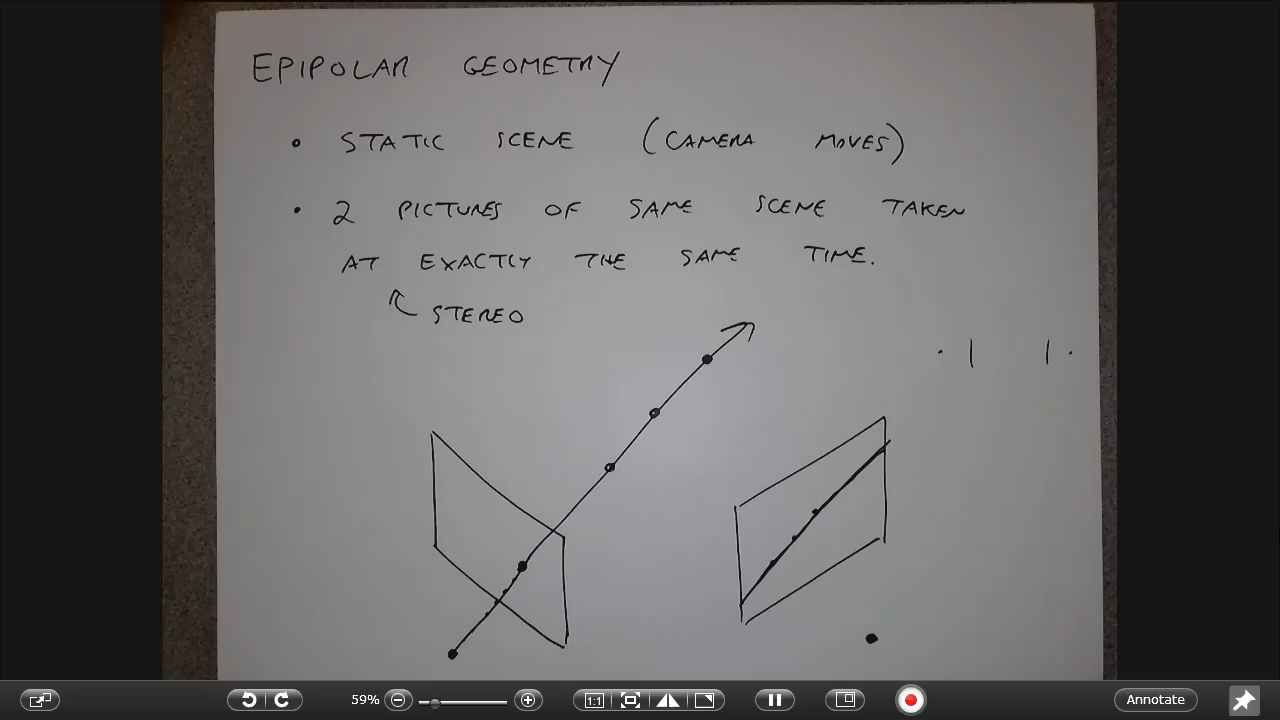 EPIPOLAR GEOMETRY
• STATIC SCENE (CAMERA MOVES)
• 2 PICTURES OF SAME SCENE TAKEN
AT EXACTLY THE SAME TIME.
STEREO
59%
1:1
Annotate